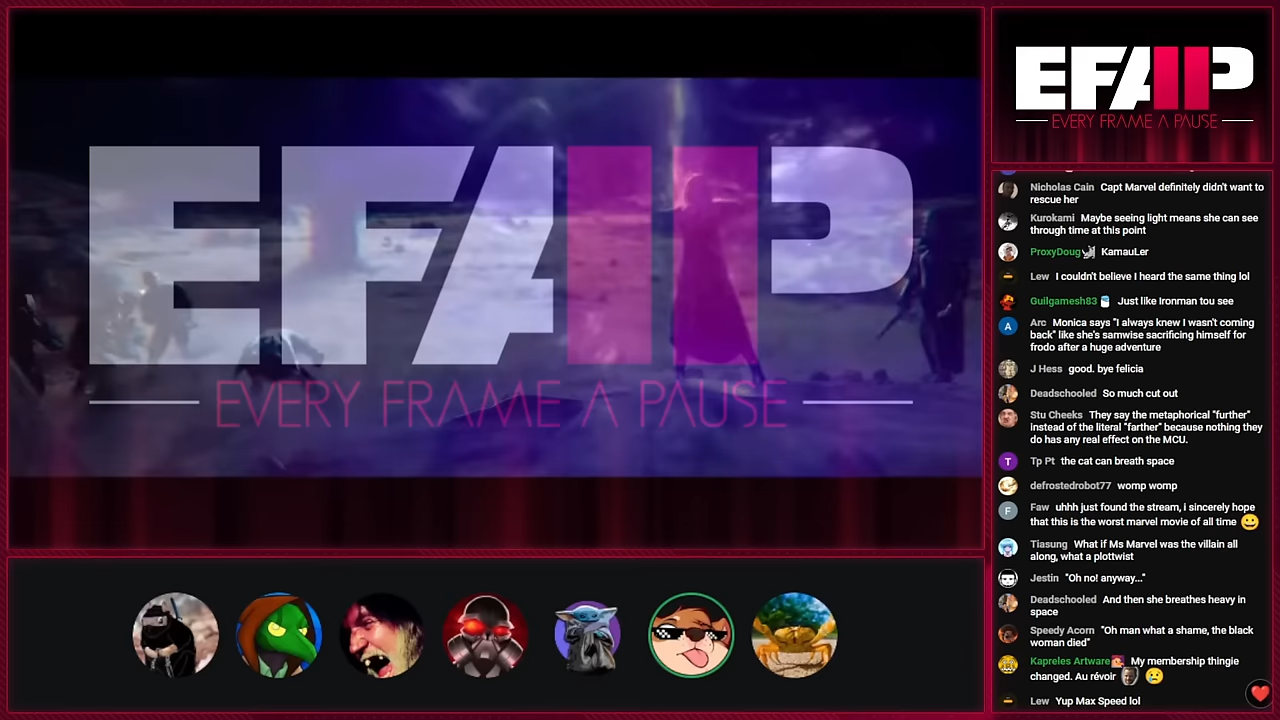 EFAP
EVERY FRAME A PAUSE
EFAP
EVERY FRAME A PAUSE
Nicholas Cain Capt Marvel definitely didn't want to
rescue her
Kurokami Maybe seeing light means she can see
through time at this point
ProxyDoug KamauLer
Lew I couldn't believe I heard the same thing lol
Guilgamesh83 Just like Ironman tou see
A
Arc Monica says "I always knew I wasn't coming
back" like she's samwise sacrificing himself for
frodo after a huge adventure
J Hess good. bye felicia
Deadschooled So much cut out
Stu Cheeks They say the metaphorical "further"
instead of the literal "farther" because nothing they
do has any real effect on the MCU.
T
Tp Pt the cat can breath space
defrostedrobot77 womp womp
F
Faw uhhh just found the stream, i sincerely hope
that this is the worst marvel movie of all time 😀
Tiasung What if Ms Marvel was the villain all
along, what a plottwist
Jestin "Oh no! anyway..."
Deadschooled And then she breathes heavy in
space
Speedy Acorn "Oh man what a shame, the black
woman died"
Kapreles Artware My membership thingie
changed. Au révoir 😢
Lew Yup Max Speed lol